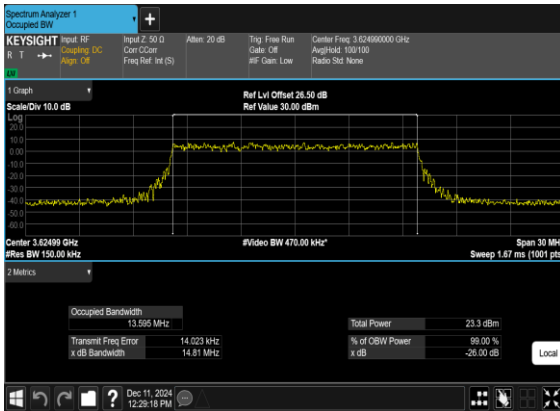 Spectrum Analyzer 1
Occupied BW
+
KEYSIGHT
R T
LXI
Input: RF
Coupling: DC
Align: Off
Input Z: 50 Ω
Corr CCorr
Freq Ref: Int (S)
Atten: 20 dB
Trig: Free Run
Gate: Off
#IF Gain: Low
Center Freq: 3.624990000 GHz
Avg|Hold: 100/100
Radio Std: None
1 Graph
Scale/Div 10.0 dB
Ref Lvl Offset 26.50 dB
Ref Value 30.00 dBm
Log
20.0
10.0
0.00
-10.0
-20.0
-30.0
-40.0
-50.0
-60.0
Center 3.62499 GHz
#Res BW 150.00 kHz
#Video BW 470.00 kHz*
Span 30 MH
Sweep 1.67 ms (1001 pts
2 Metrics
Occupied Bandwidth
13.595 MHz
Transmit Freq Error 14.023 kHz
x dB Bandwidth 14.81 MHz
Total Power 23.3 dBm
% of OBW Power 99.00 %
x dB -26.00 dB
Local
?
Dec 11, 2024
12:29:18 PM